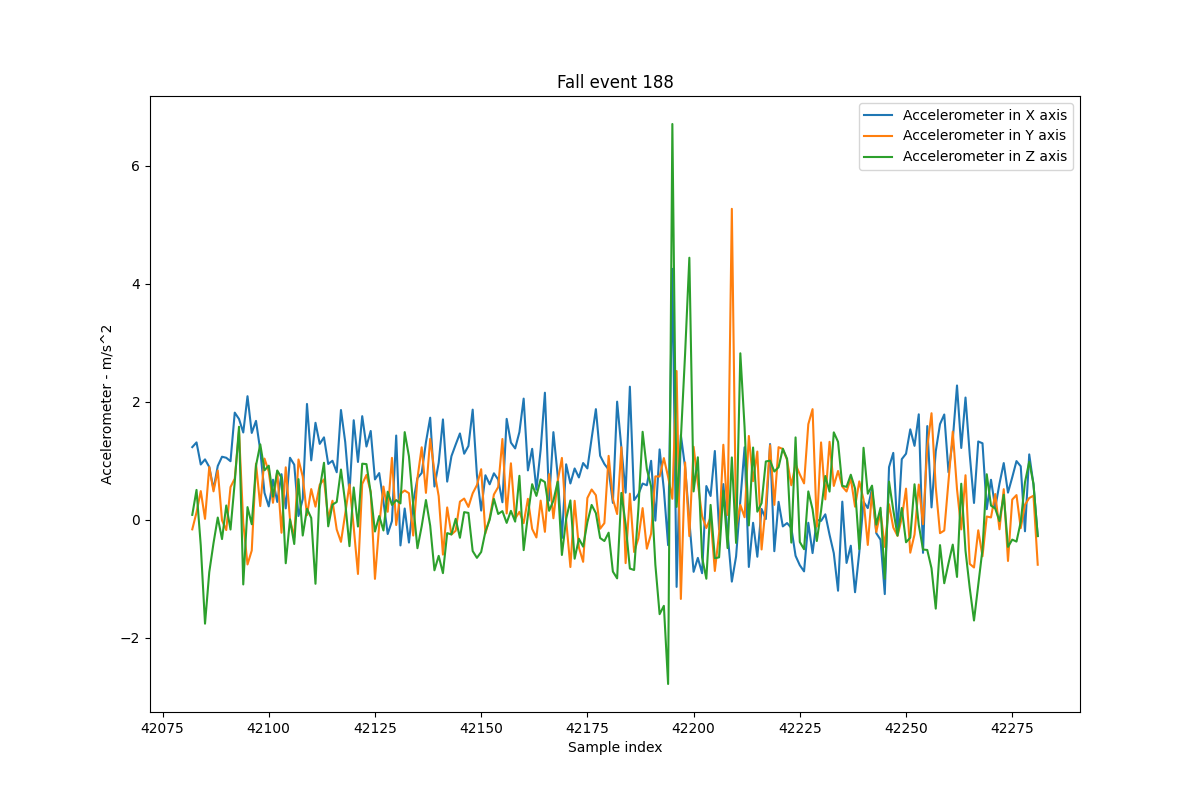 Fall event 188
Accelerometer in X axis
Accelerometer in Y axis
Accelerometer in Z axis
Accelerometer - m/s^2
6
4
2
0
−2
42075 42100 42125 42150 42175 42200 42225 42250 42275
Sample index